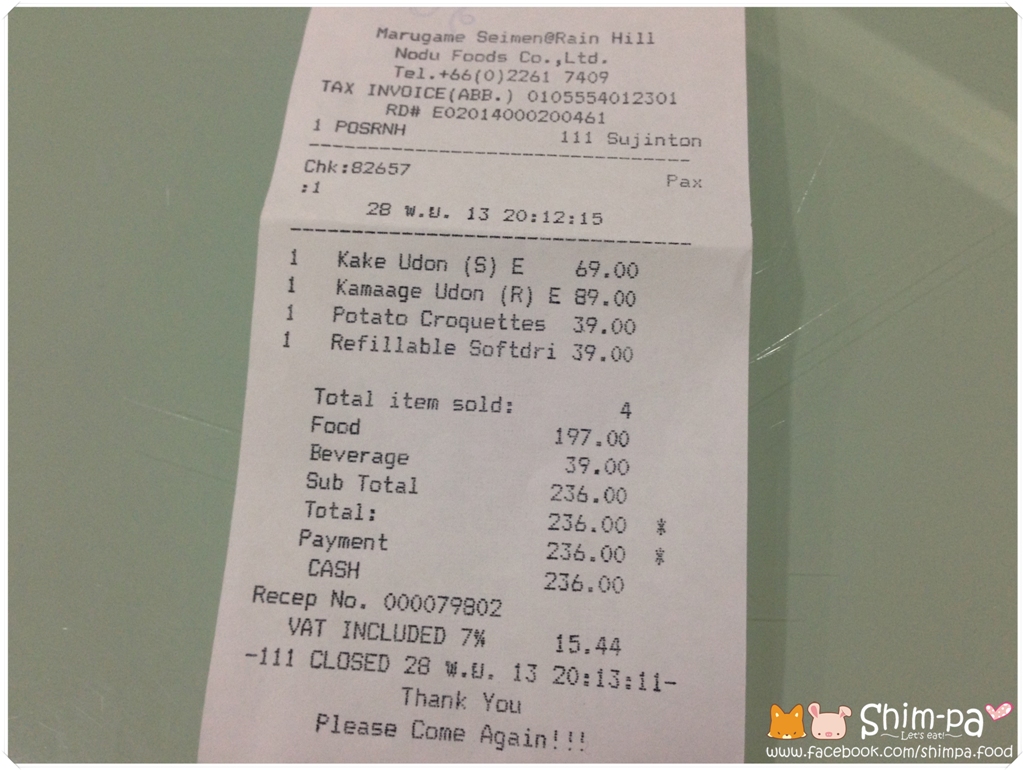 Marugame Seimen@Rain Hill
Nodu Foods Co.,Ltd.
Tel.+66(0)2261 7409
TAX INVOICE(ABB.) 0105554012301
RD# E02014000200461
1 POSRNH 111 Sujinton
Chk:82657 Pax
:1
28 พ.ย. 13 20:12:15
1 Kake Udon (S) E 69.00
1 Kamaage Udon (R) E 89.00
1 Potato Croquettes 39.00
1 Refillable Softdri 39.00
Total item sold: 4
Food 197.00
Beverage 39.00
Sub Total 236.00
Total: 236.00 *
Payment 236.00 *
CASH 236.00
Recep No. 000079802
VAT INCLUDED 7% 15.44
-111 CLOSED 28 พ.ย. 13 20:13:11-
Thank You
Please Come Again!!!
Shim-pa
Let's eat!
www.facebook.com/shimpa.food